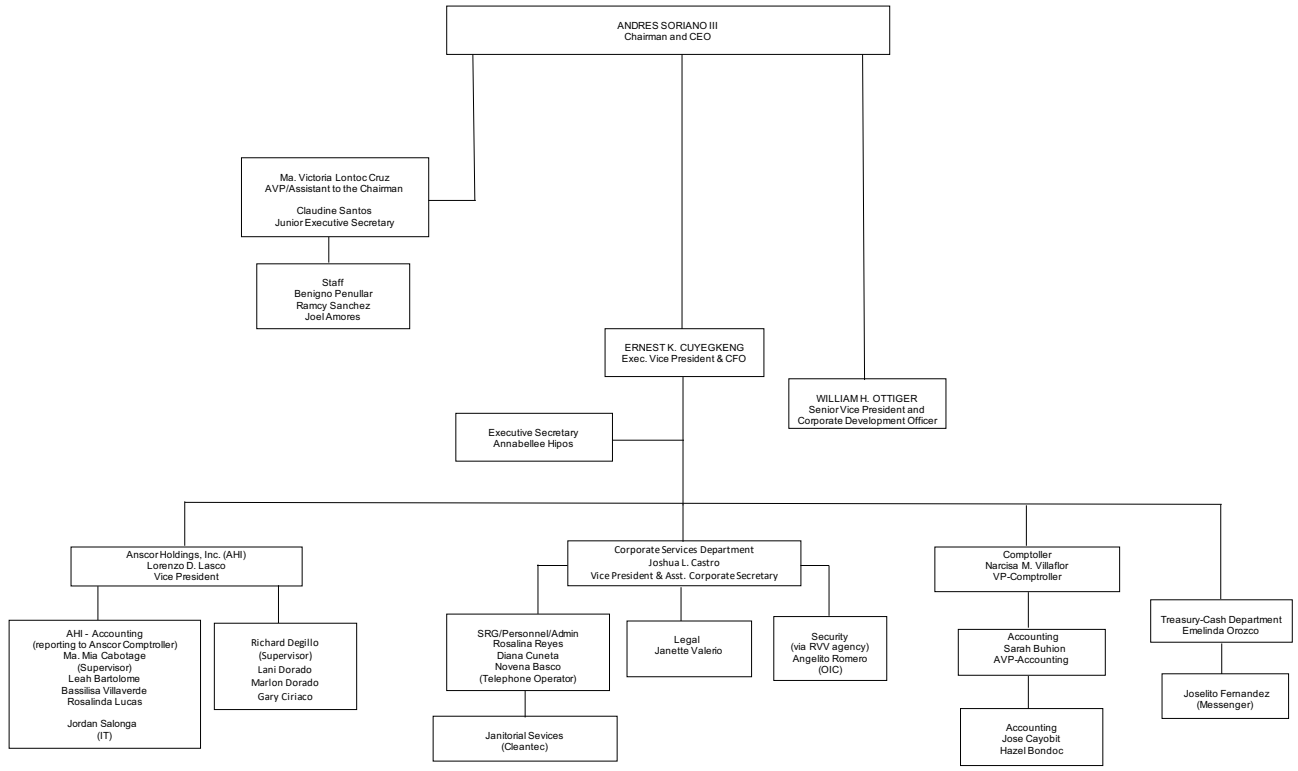 ANDRES SORIANO III
Chairman and CEO
Ma. Victoria Lontoc Cruz
AVP/Assistant to the Chairman
Claudine Santos
Junior Executive Secretary
Staff
Benigno Penullar
Ramcy Sanchez
Joel Amores
ERNEST K. CUYEGKENG
Exec. Vice President & CFO
WILLIAM H. OTTIGER
Senior Vice President and
Corporate Development Officer
Executive Secretary
Annabellee Hipos
Anscor Holdings, Inc. (AHI)
Lorenzo D. Lasco
Vice President
Corporate Services Department
Joshua L. Castro
Vice President & Asst. Corporate Secretary
Comptoller
Narcisa M. Villaflor
VP-Comptroller
Treasury-Cash Department
Emelinda Orozco
AHI - Accounting
(reporting to Anscor Comptroller)
Ma. Mia Cabotage
(Supervisor)
Leah Bartolome
Bassilisa Villaverde
Rosalinda Lucas
Jordan Salonga
(IT)
Richard Degillo
(Supervisor)
Lani Dorado
Marlon Dorado
Gary Ciriaco
SRG/Personnel/Admin
Rosalina Reyes
Diana Cuneta
Novena Basco
(Telephone Operator)
Legal
Janette Valerio
Security
(via RVV agency)
Angelito Romero
(OIC)
Accounting
Sarah Buhion
AVP-Accounting
Joselito Fernandez
(Messenger)
Janitorial Sevices
(Cleantec)
Accounting
Jose Cayobit
Hazel Bondoc